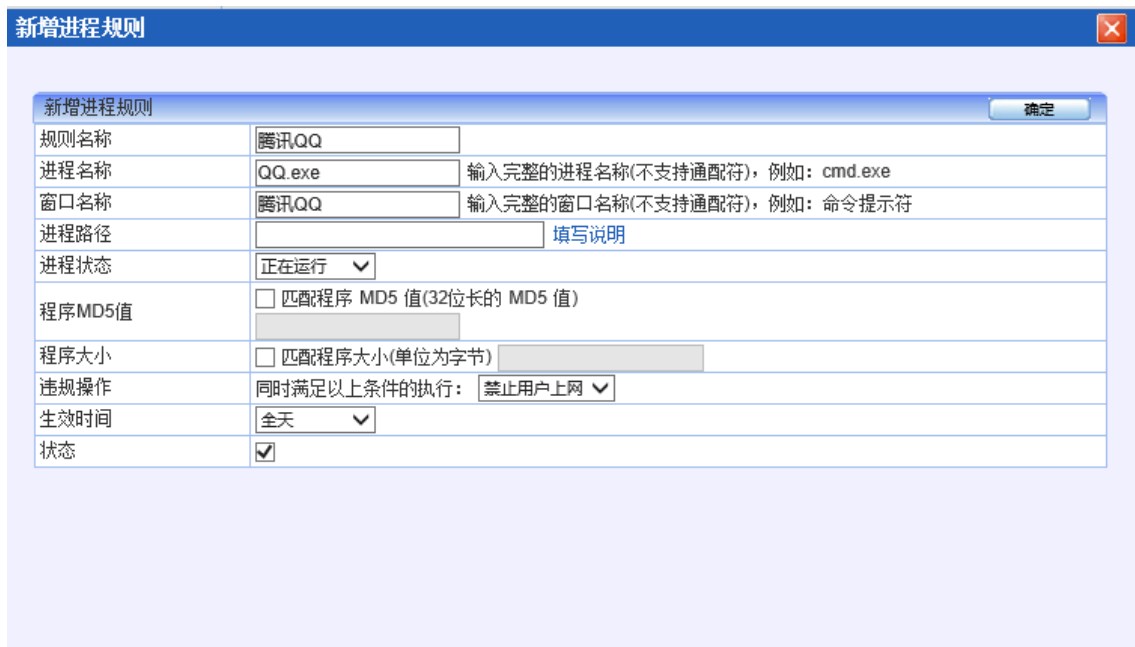 新增进程规则
新增进程规则 确定
规则名称 腾讯QQ
进程名称 QQ.exe 输入完整的进程名称(不支持通配符)，例如：cmd.exe
窗口名称 腾讯QQ 输入完整的窗口名称(不支持通配符)，例如：命令提示符
进程路径 填写说明
进程状态 正在运行
程序MD5值 匹配程序 MD5 值(32位长的 MD5 值)
程序大小 匹配程序大小(单位为字节)
违规操作 同时满足以上条件的执行： 禁止用户上网
生效时间 全天
状态